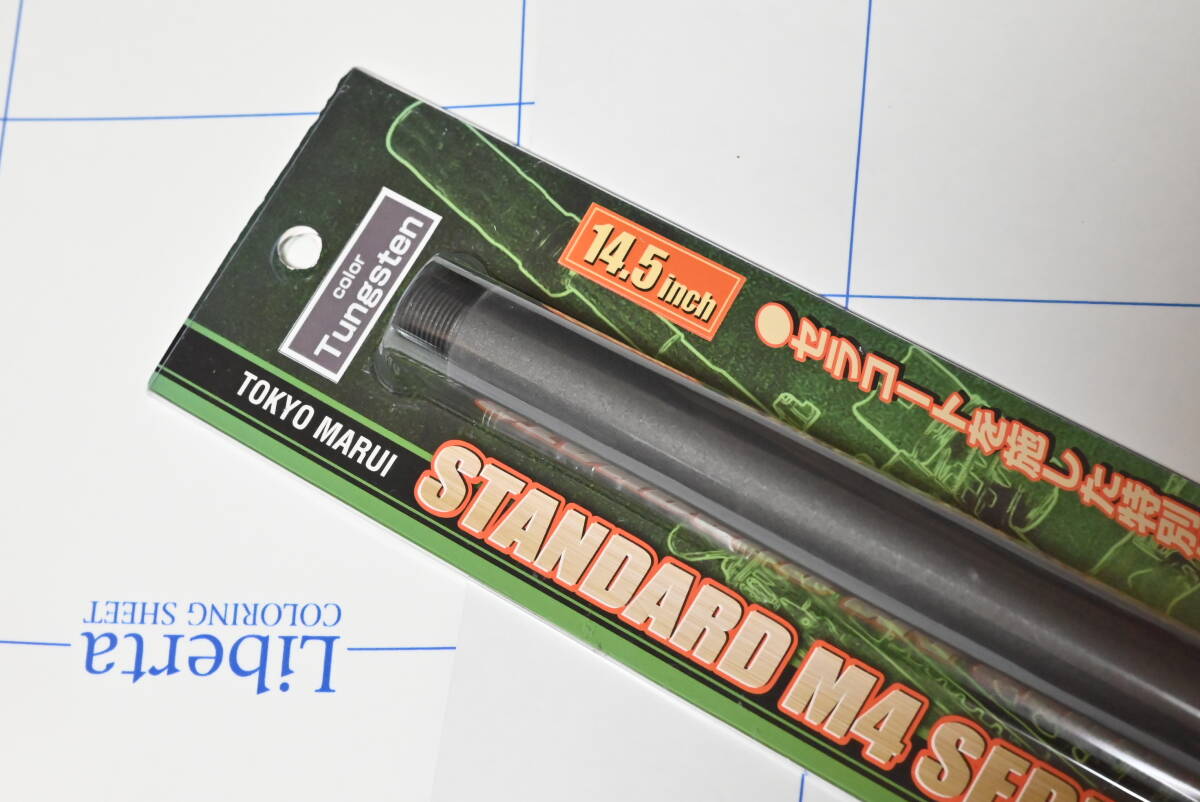 color
Tungsten
14.5 inch
●セラコートを施した特別
TOKYO MARUI
STANDARD M4
Liberta
COLORING SHEET